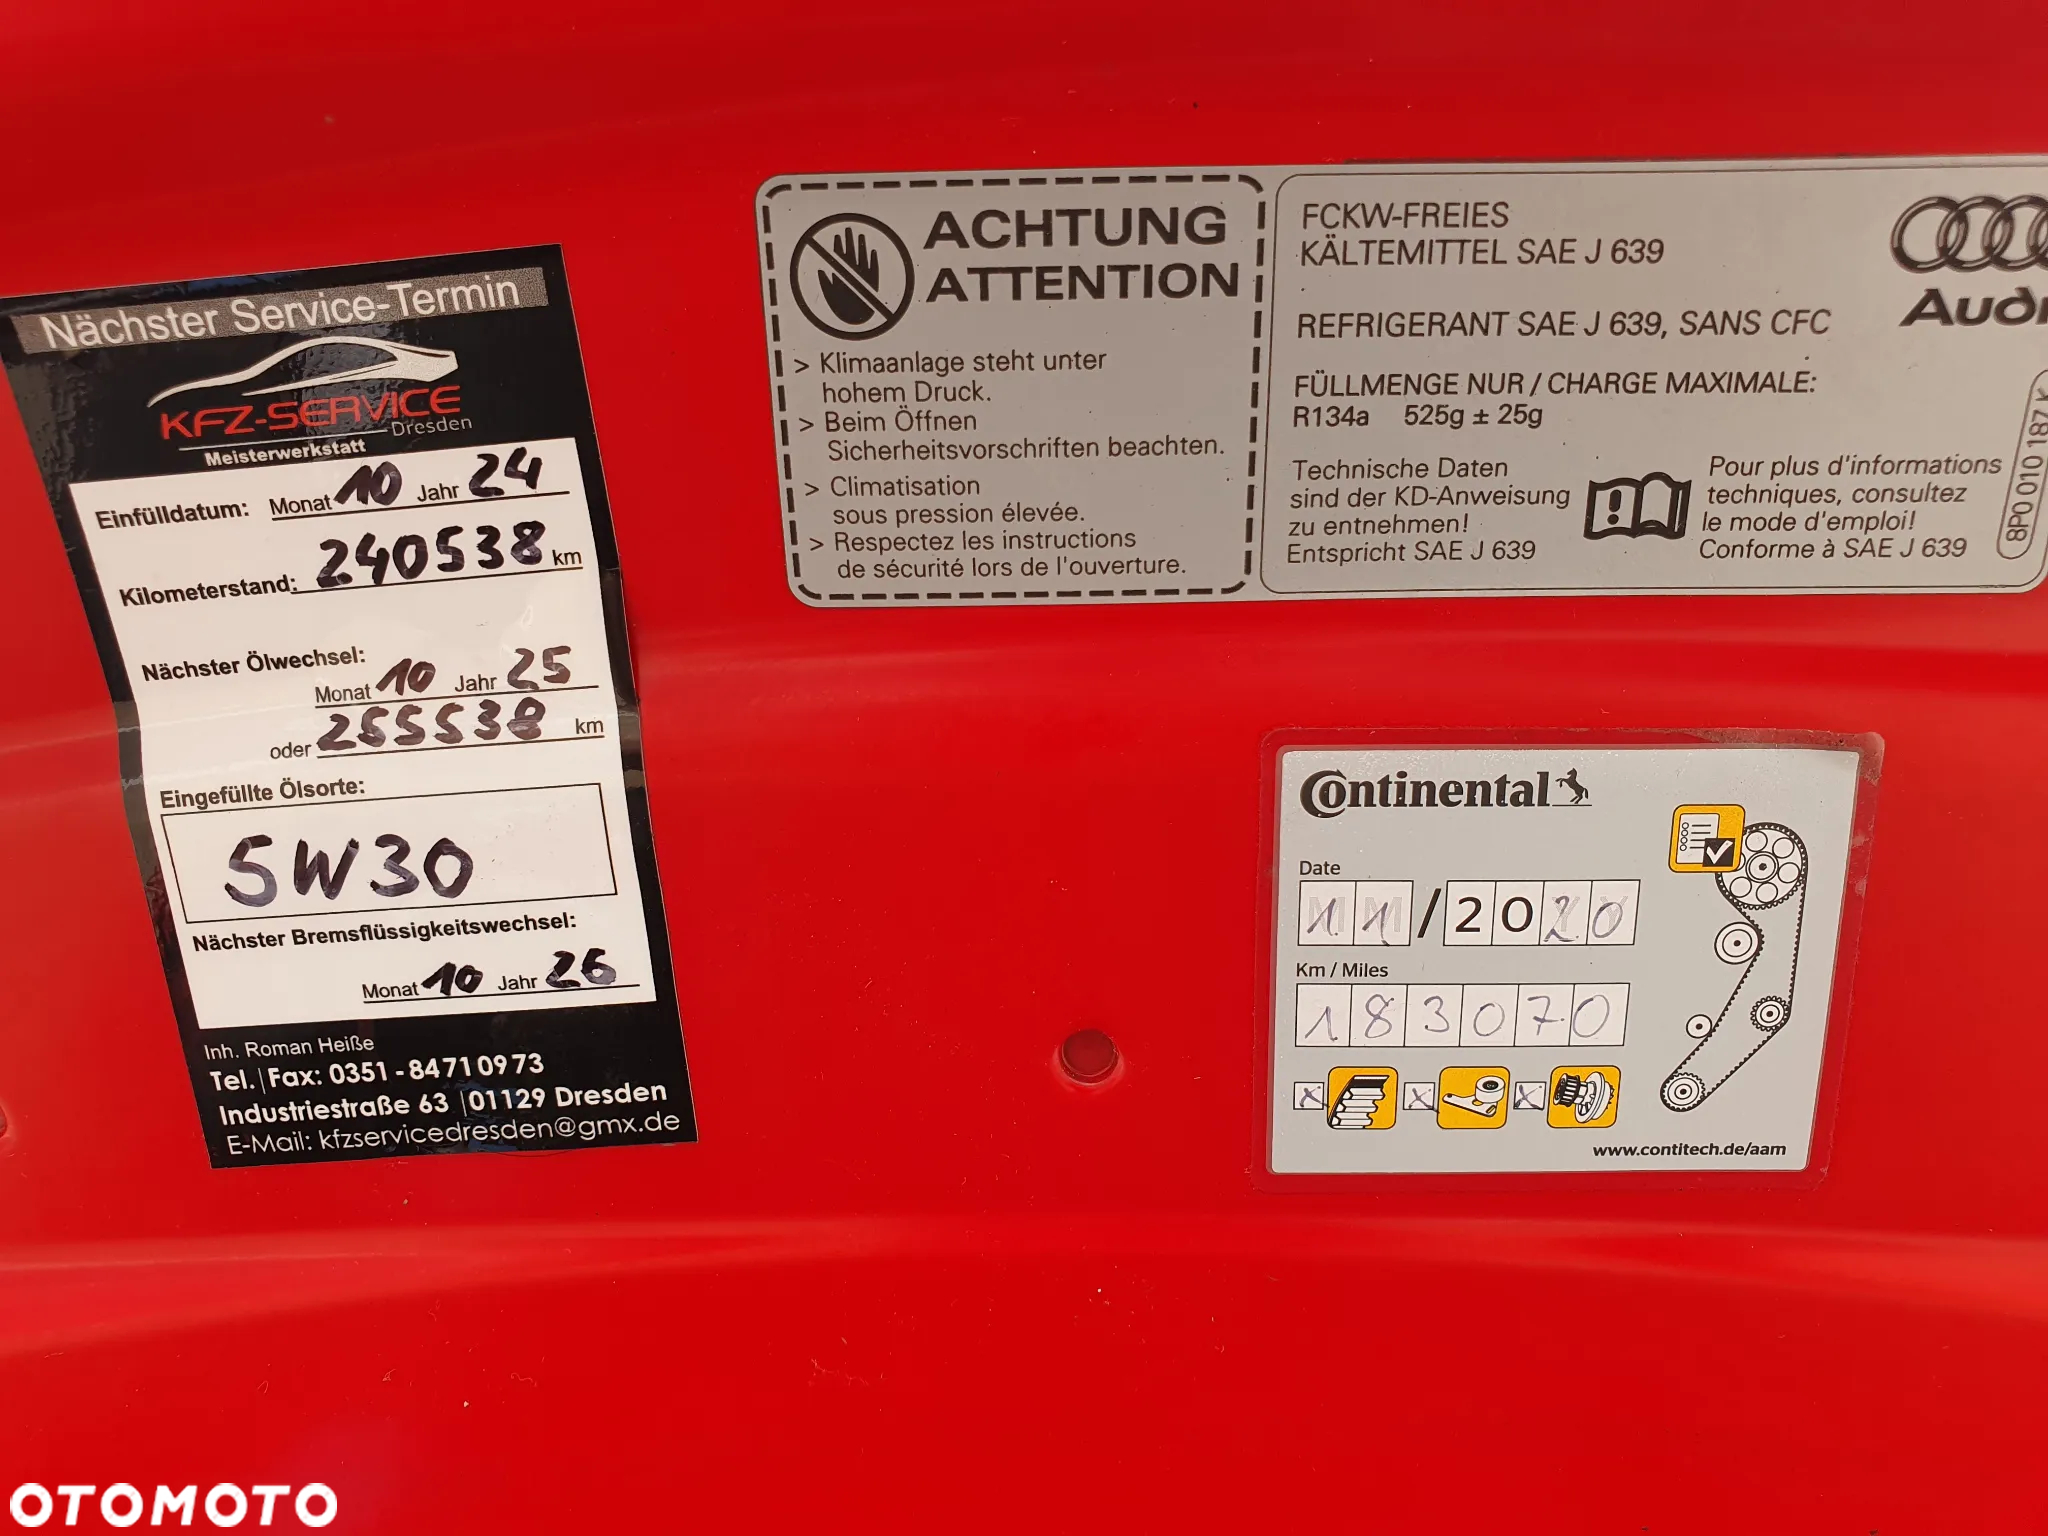 Nächster Service-Termin
KFZ-SERVICE
Dresden
Meisterwerkstatt
Einfülldatum: Monat 10 Jahr 24
Kilometerstand: 240538 km
Nächster Ölwechsel:
Monat 10 Jahr 25
oder 255538 km
Eingefüllte Ölsorte:
5W30
Nächster Bremsflüssigkeitswechsel:
Monat 10 Jahr 26
Inh. Roman Heiße
Tel. | Fax: 0351 - 84 71 09 73
Industriestraße 63 | 01129 Dresden
E-Mail: kfzservicedresden@gmx.de
ACHTUNG
ATTENTION
> Klimaanlage steht unter
hohem Druck.
> Beim Öffnen
Sicherheitsvorschriften beachten.
> Climatisation
sous pression élevée.
> Respectez les instructions
de sécurité lors de l'ouverture.
FCKW-FREIES
KÄLTEMITTEL SAE J 639
REFRIGERANT SAE J 639, SANS CFC
FÜLLMENGE NUR / CHARGE MAXIMALE:
R134a 525g ± 25g
Technische Daten
sind der KD-Anweisung
zu entnehmen!
Entspricht SAE J 639
Pour plus d'informations
techniques, consultez
le mode d'emploi!
Conforme à SAE J 639
Audi
8P0 010 187 K
Continental
Date
11/2020
Km / Miles
183070
www.contitech.de/aam
OTOMOTO